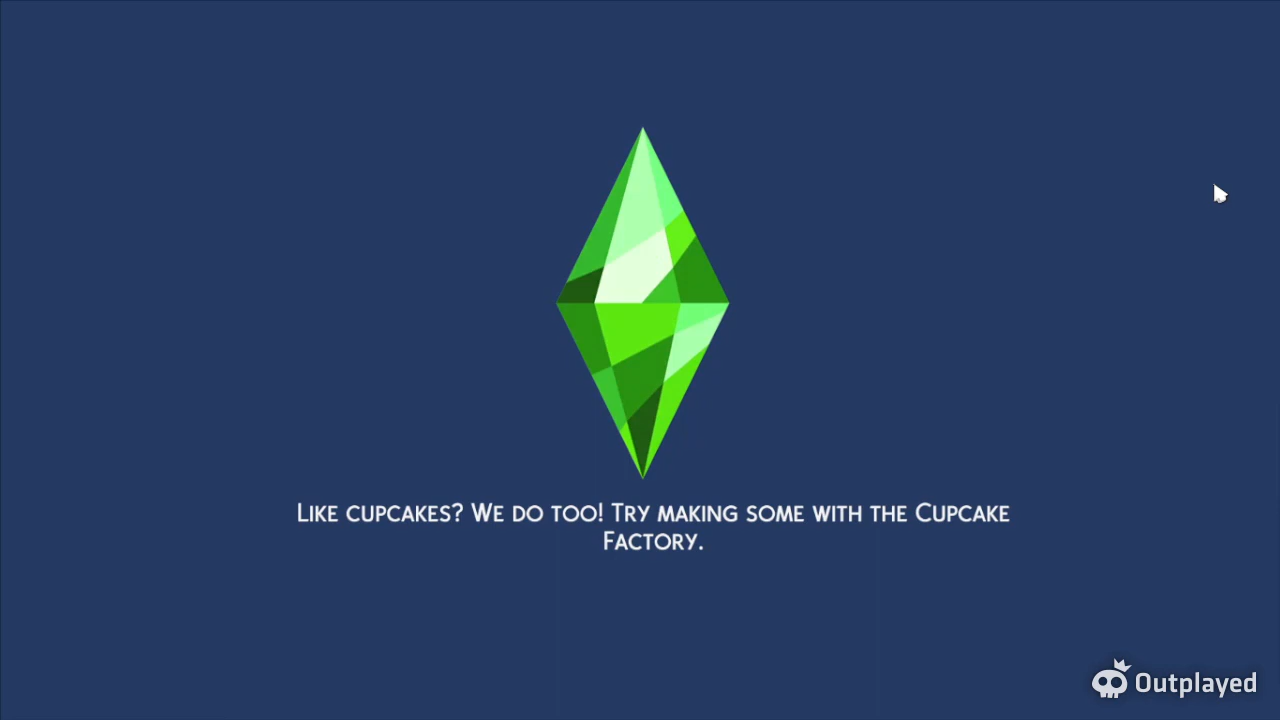 Like cupcakes? We do too! Try making some with the Cupcake
Factory.
Outplayed